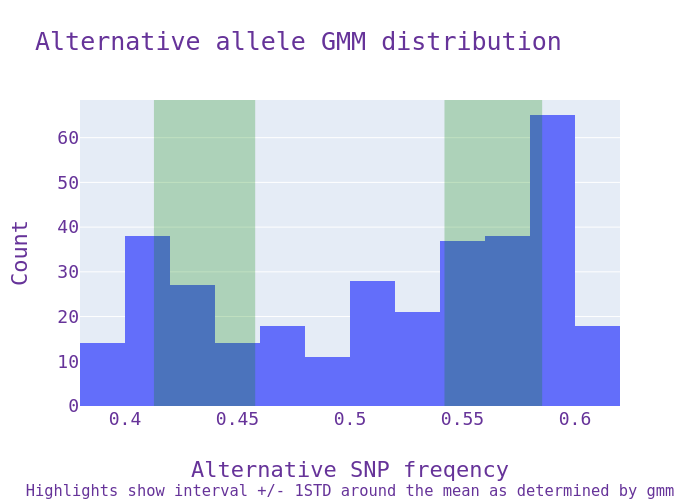 Alternative allele GMM distribution
Count
60
50
40
30
20
10
0
0.4 0.45 0.5 0.55 0.6
Alternative SNP freqency
Highlights show interval +/- 1STD around the mean as determined by gmm